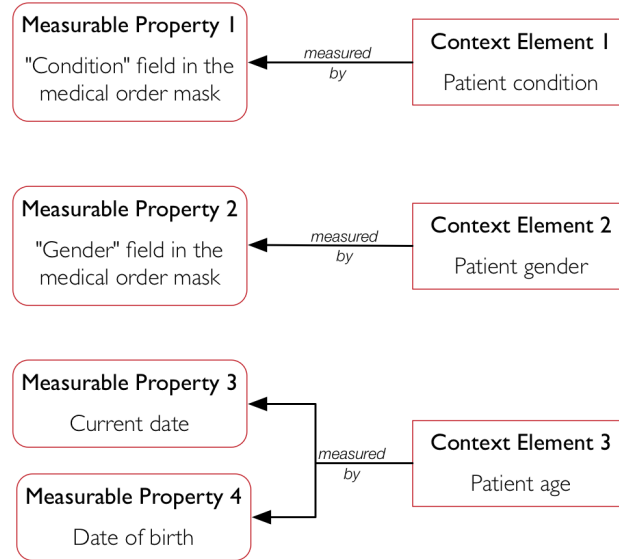 Measurable Property 1
"Condition" field in the
medical order mask
measured
by
Context Element 1
Patient condition
Measurable Property 2
"Gender" field in the
medical order mask
measured
by
Context Element 2
Patient gender
Measurable Property 3
Current date
measured
by
Context Element 3
Patient age
Measurable Property 4
Date of birth